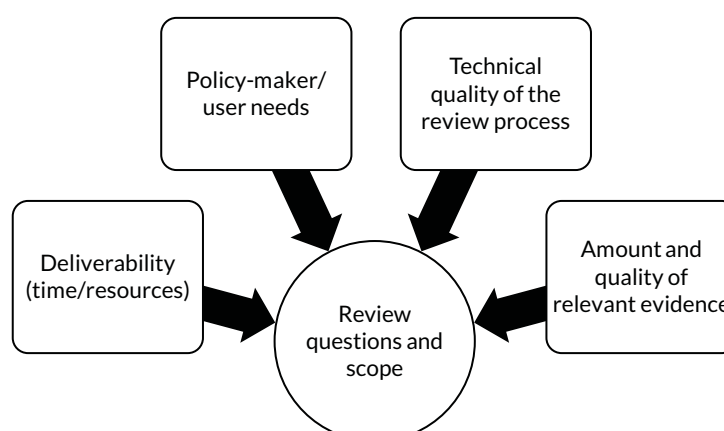 Policy-maker/
user needs
Technical
quality of the
review process
Deliverability
(time/resources)
Amount and
quality of
relevant evidence
Review
questions and
scope